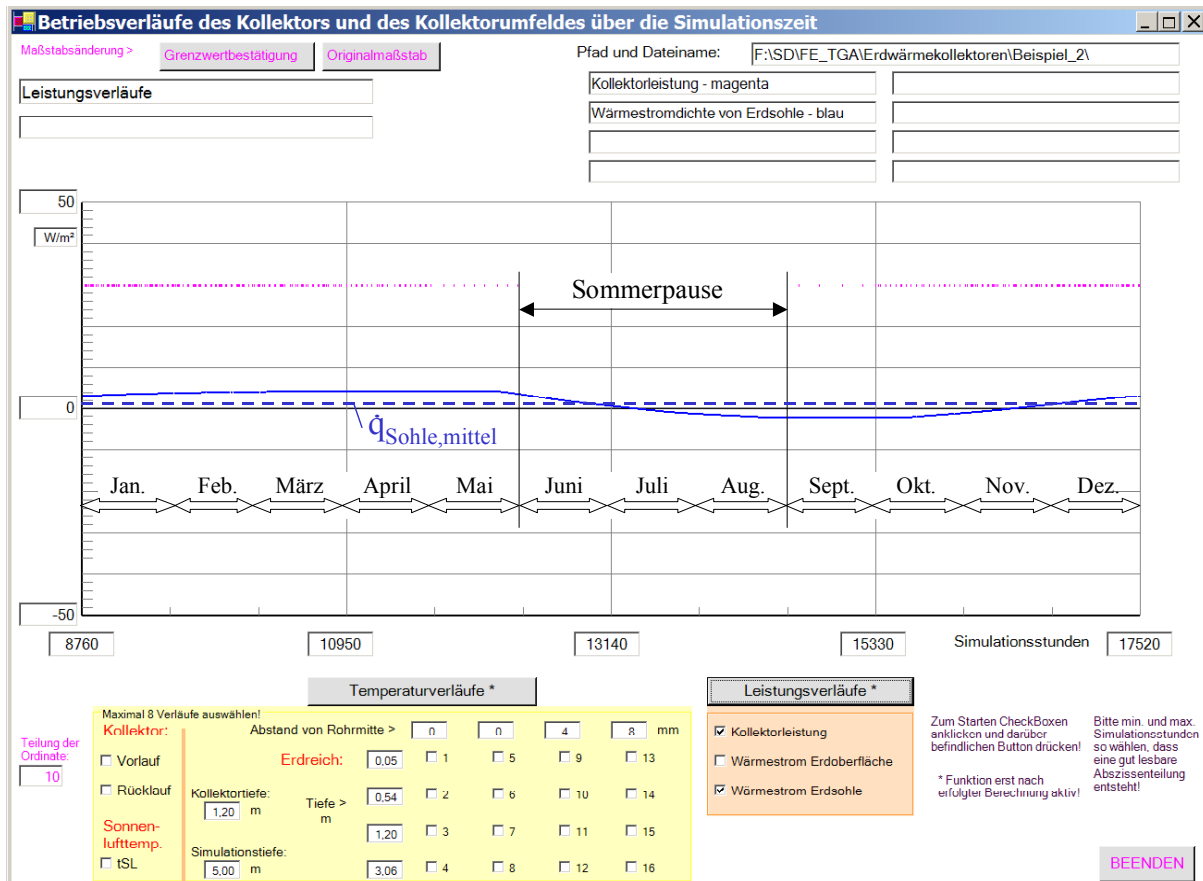 Betriebsverläufe des Kollektors und des Kollektorumfeldes über die Simulationszeit
Maßstabsänderung >
Grenzwertbestätigung
Originalmaßstab
Pfad und Dateiname:
F:\SD\FE_TGA\Erdwärmekollektoren\Beispiel_2\
Leistungsverläufe
Kollektorleistung - magenta
Wärmestromdichte von Erdsohle - blau
50
W/m²
Sommerpause
0
q̇Sohle,mittel
Jan. Feb. März April Mai Juni Juli Aug. Sept. Okt. Nov. Dez.
-50
8760 10950 13140 15330 Simulationsstunden 17520
Temperaturverläufe *
Leistungsverläufe *
Maximal 8 Verläufe auswählen!
Kollektor:
Abstand von Rohrmitte > 0 0 4 8 mm
Teilung der
Ordinate:
10
Vorlauf
Rücklauf
Sonnen-
lufttemp.
tSL
Erdreich:
Kollektortiefe:
1,20 m
Tiefe >
m
Simulationstiefe:
5,00 m
0,05 1 5 9 13
0,54 2 6 10 14
1,20 3 7 11 15
3,06 4 8 12 16
Kollektorleistung
Wärmestrom Erdoberfläche
Wärmestrom Erdsohle
Zum Starten CheckBoxen
anklicken und darüber
befindlichen Button drücken!
* Funktion erst nach
erfolgter Berechnung aktiv!
Bitte min. und max.
Simulationsstunden
so wählen, dass
eine gut lesbare
Abszissenteilung
entsteht!
BEENDEN